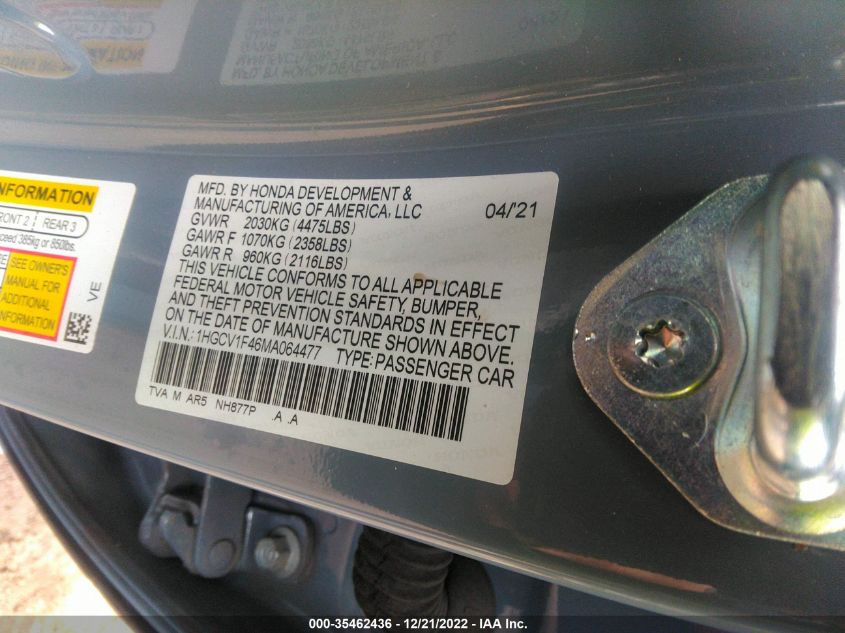 MFD. BY HONDA DEVELOPMENT &
MANUFACTURING OF AMERICA, LLC 04/'21
GVWR 2030KG (4475LBS)
GAWR F 1070KG (2358LBS)
GAWR R 960KG (2116LBS)
THIS VEHICLE CONFORMS TO ALL APPLICABLE
FEDERAL MOTOR VEHICLE SAFETY, BUMPER,
AND THEFT PREVENTION STANDARDS IN EFFECT
ON THE DATE OF MANUFACTURE SHOWN ABOVE.
V.I.N.: 1HGCV1F46MA064477 TYPE: PASSENGER CAR
TVA M AR5 NH877P .A .A
INFORMATION
FRONT 2 REAR 3
385kg or 850lbs.
SEE OWNER'S
MANUAL FOR
ADDITIONAL
INFORMATION
VE
000-35462436 - 12/21/2022 - IAA Inc.